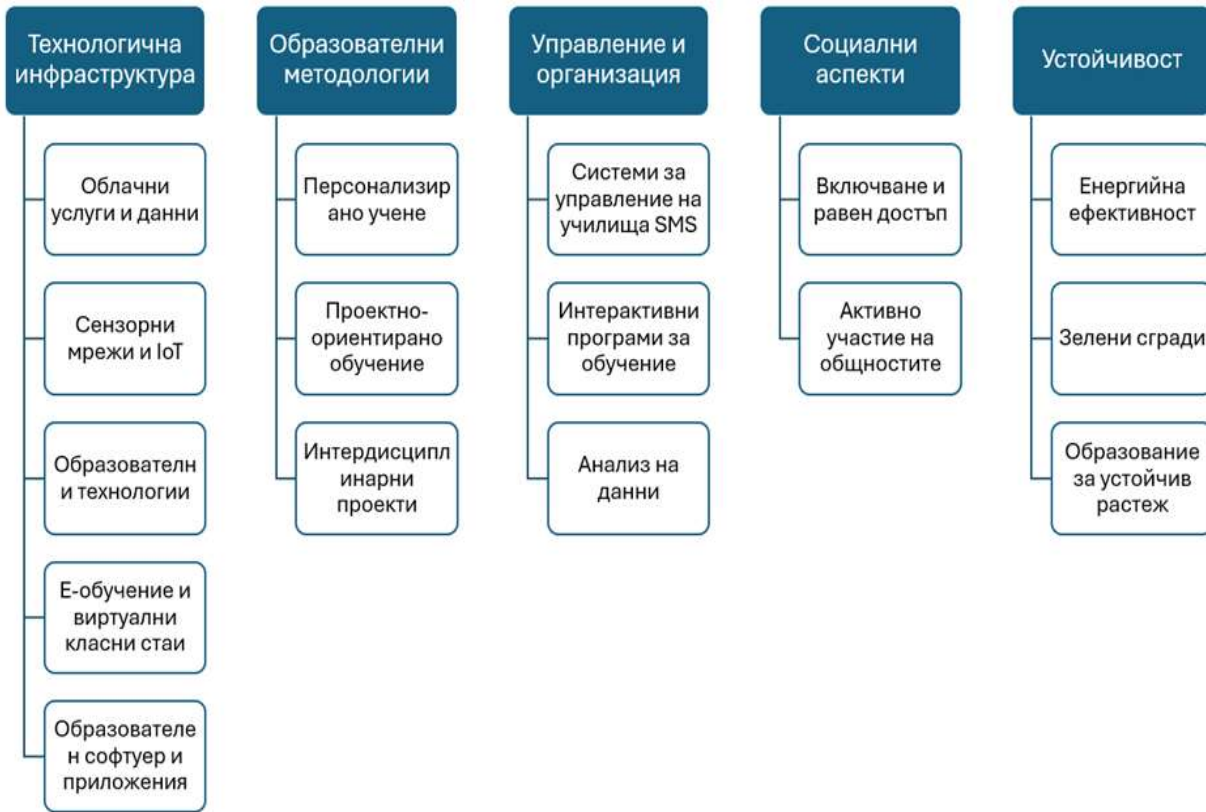 Технологична
инфраструктура
Облачни
услуги и данни
Сензорни
мрежи и IoT
Образователн
и технологии
Е-обучение и
виртуални
класни стаи
Образователе
н софтуер и
приложения
Образователни
методологии
Персонализир
ано учене
Проектно-
ориентирано
обучение
Интердисципл
инарни
проекти
Управление и
организация
Системи за
управление на
училища SMS
Интерактивни
програми за
обучение
Анализ на
данни
Социални
аспекти
Включване и
равен достъп
Активно
участие на
общностите
Устойчивост
Енергийна
ефективност
Зелени сгради
Образование
за устойчив
растеж